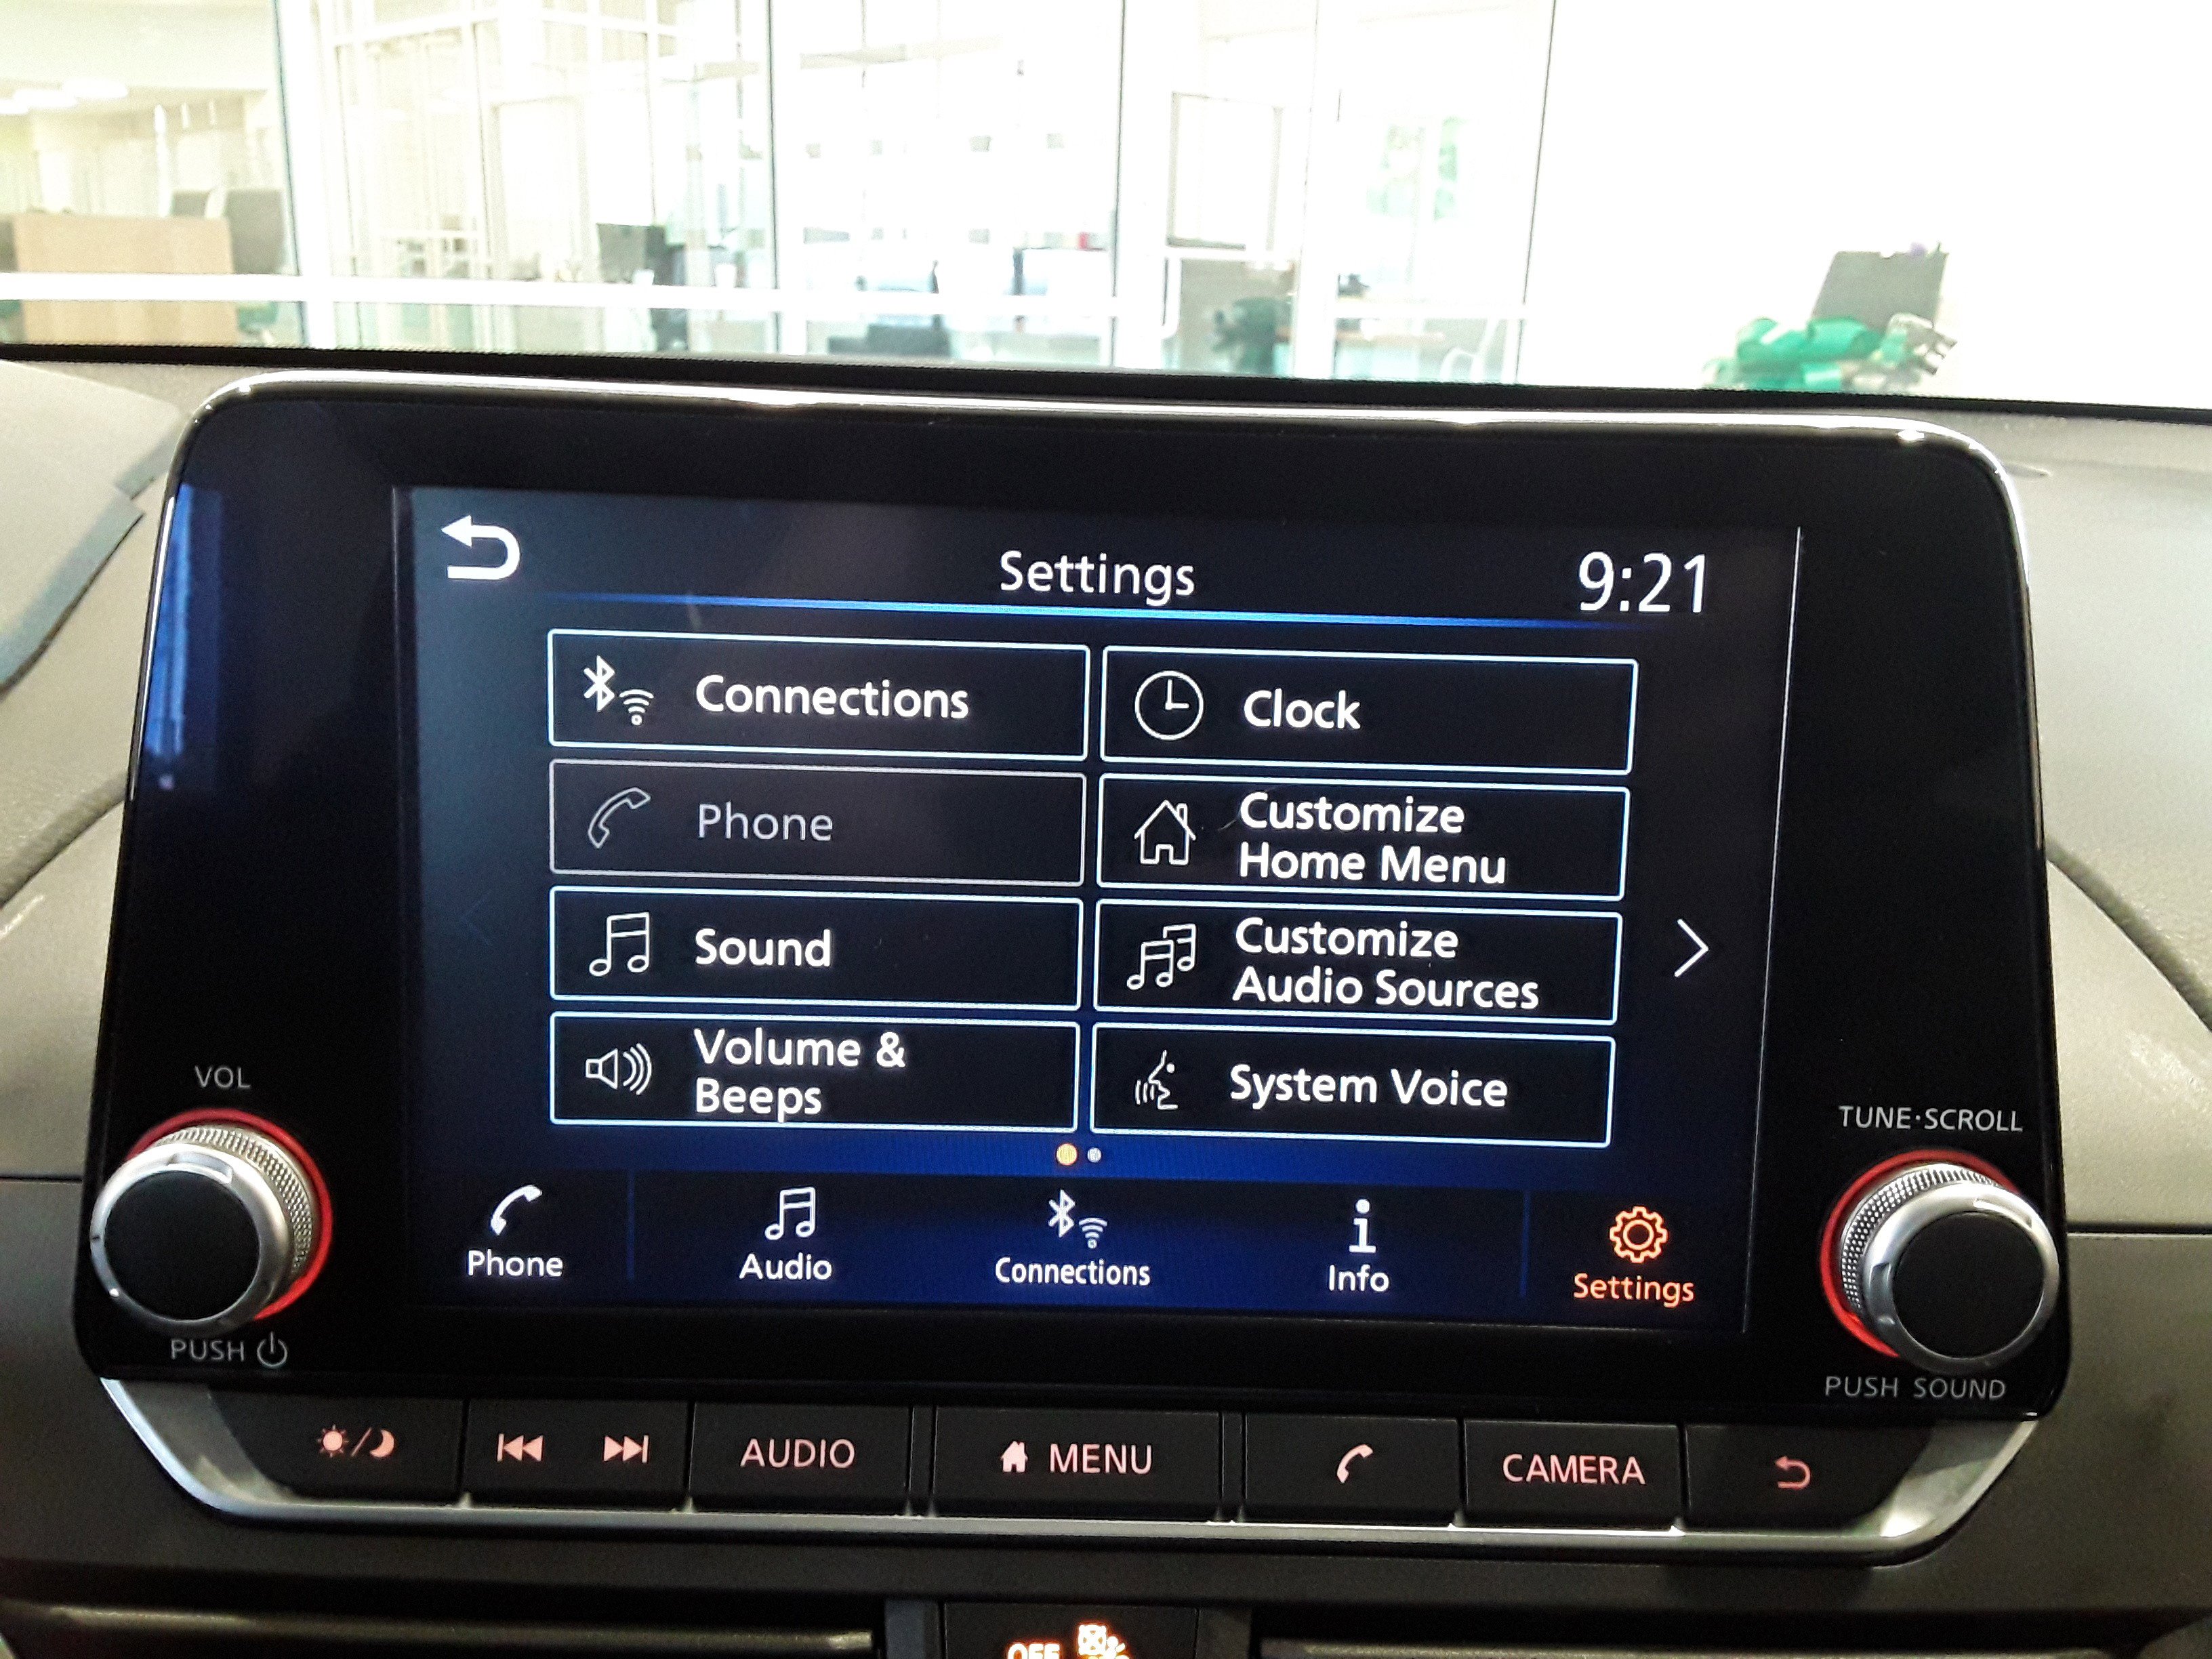 Settings
9:21
Connections
Clock
Phone
Customize
Home Menu
Sound
Customize
Audio Sources
Volume &
Beeps
System Voice
Phone
Audio
Connections
Info
Settings
VOL
PUSH
TUNE·SCROLL
PUSH SOUND
AUDIO
MENU
CAMERA
OFF